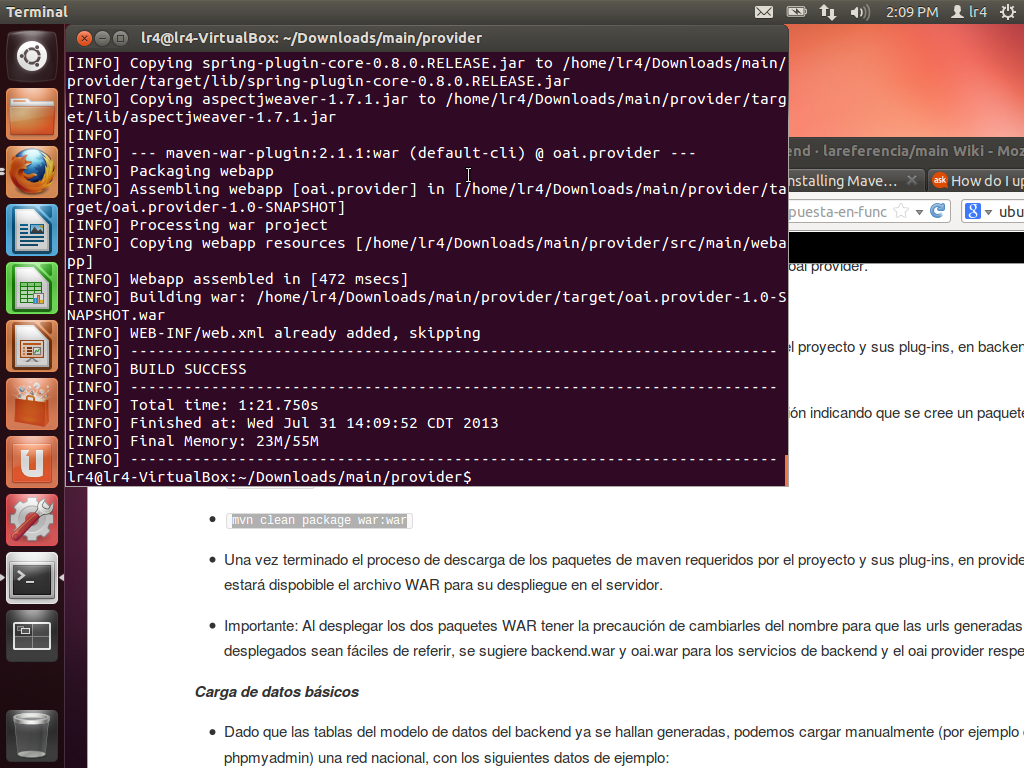 Terminal
2:09 PM
lr4
lr4@lr4-VirtualBox: ~/Downloads/main/provider
[INFO] Copying spring-plugin-core-0.8.0.RELEASE.jar to /home/lr4/Downloads/main/
provider/target/lib/spring-plugin-core-0.8.0.RELEASE.jar
[INFO] Copying aspectjweaver-1.7.1.jar to /home/lr4/Downloads/main/provider/targ
et/lib/aspectjweaver-1.7.1.jar
[INFO]
[INFO] --- maven-war-plugin:2.1.1:war (default-cli) @ oai.provider ---
[INFO] Packaging webapp
[INFO] Assembling webapp [oai.provider] in [/home/lr4/Downloads/main/provider/ta
rget/oai.provider-1.0-SNAPSHOT]
[INFO] Processing war project
[INFO] Copying webapp resources [/home/lr4/Downloads/main/provider/src/main/weba
pp]
[INFO] Webapp assembled in [472 msecs]
[INFO] Building war: /home/lr4/Downloads/main/provider/target/oai.provider-1.0-S
NAPSHOT.war
[INFO] WEB-INF/web.xml already added, skipping
[INFO] ------------------------------------------------------------------------
[INFO] BUILD SUCCESS
[INFO] ------------------------------------------------------------------------
[INFO] Total time: 1:21.750s
[INFO] Finished at: Wed Jul 31 14:09:52 CDT 2013
[INFO] Final Memory: 23M/55M
[INFO] ------------------------------------------------------------------------
lr4@lr4-VirtualBox:~/Downloads/main/provider$
end · lareferencia/main Wiki - Moz
nstalling Mave...
ask How do I up
puesta-en-func
8 ubu
oai provider.
el proyecto y sus plug-ins, en backen
ión indicando que se cree un paquete
mvn clean package war:war
Una vez terminado el proceso de descarga de los paquetes de maven requeridos por el proyecto y sus plug-ins, en provide
estará dispobible el archivo WAR para su despliegue en el servidor.
Importante: Al desplegar los dos paquetes WAR tener la precaución de cambiarles del nombre para que las urls generadas
desplegados sean fáciles de referir, se sugiere backend.war y oai.war para los servicios de backend y el oai provider respe
Carga de datos básicos
Dado que las tablas del modelo de datos del backend ya se hallan generadas, podemos cargar manualmente (por ejemplo
phpmyadmin) una red nacional, con los siguientes datos de ejemplo: